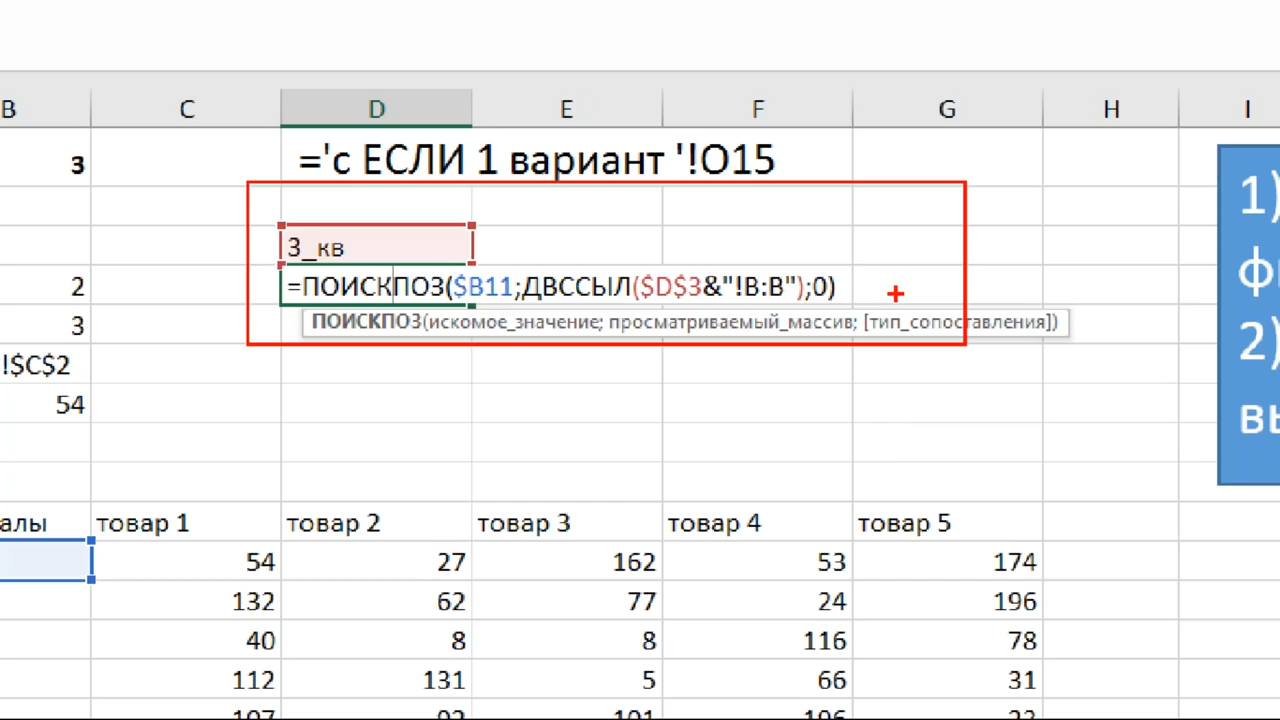 B C D E F G H I
3 ='с ЕСЛИ 1 вариант '!O15
1)
3_кв
2 =ПОИСКПОЗ($B11;ДВССЫЛ($D$3&"!B:B");0)
3 ПОИСКПОЗ(искомое_значение; просматриваемый_массив; [тип_сопоставления])
2)
!$C$2
54
алы товар 1 товар 2 товар 3 товар 4 товар 5
54 27 162 53 174
132 62 77 24 196
40 8 8 116 78
112 131 5 66 31